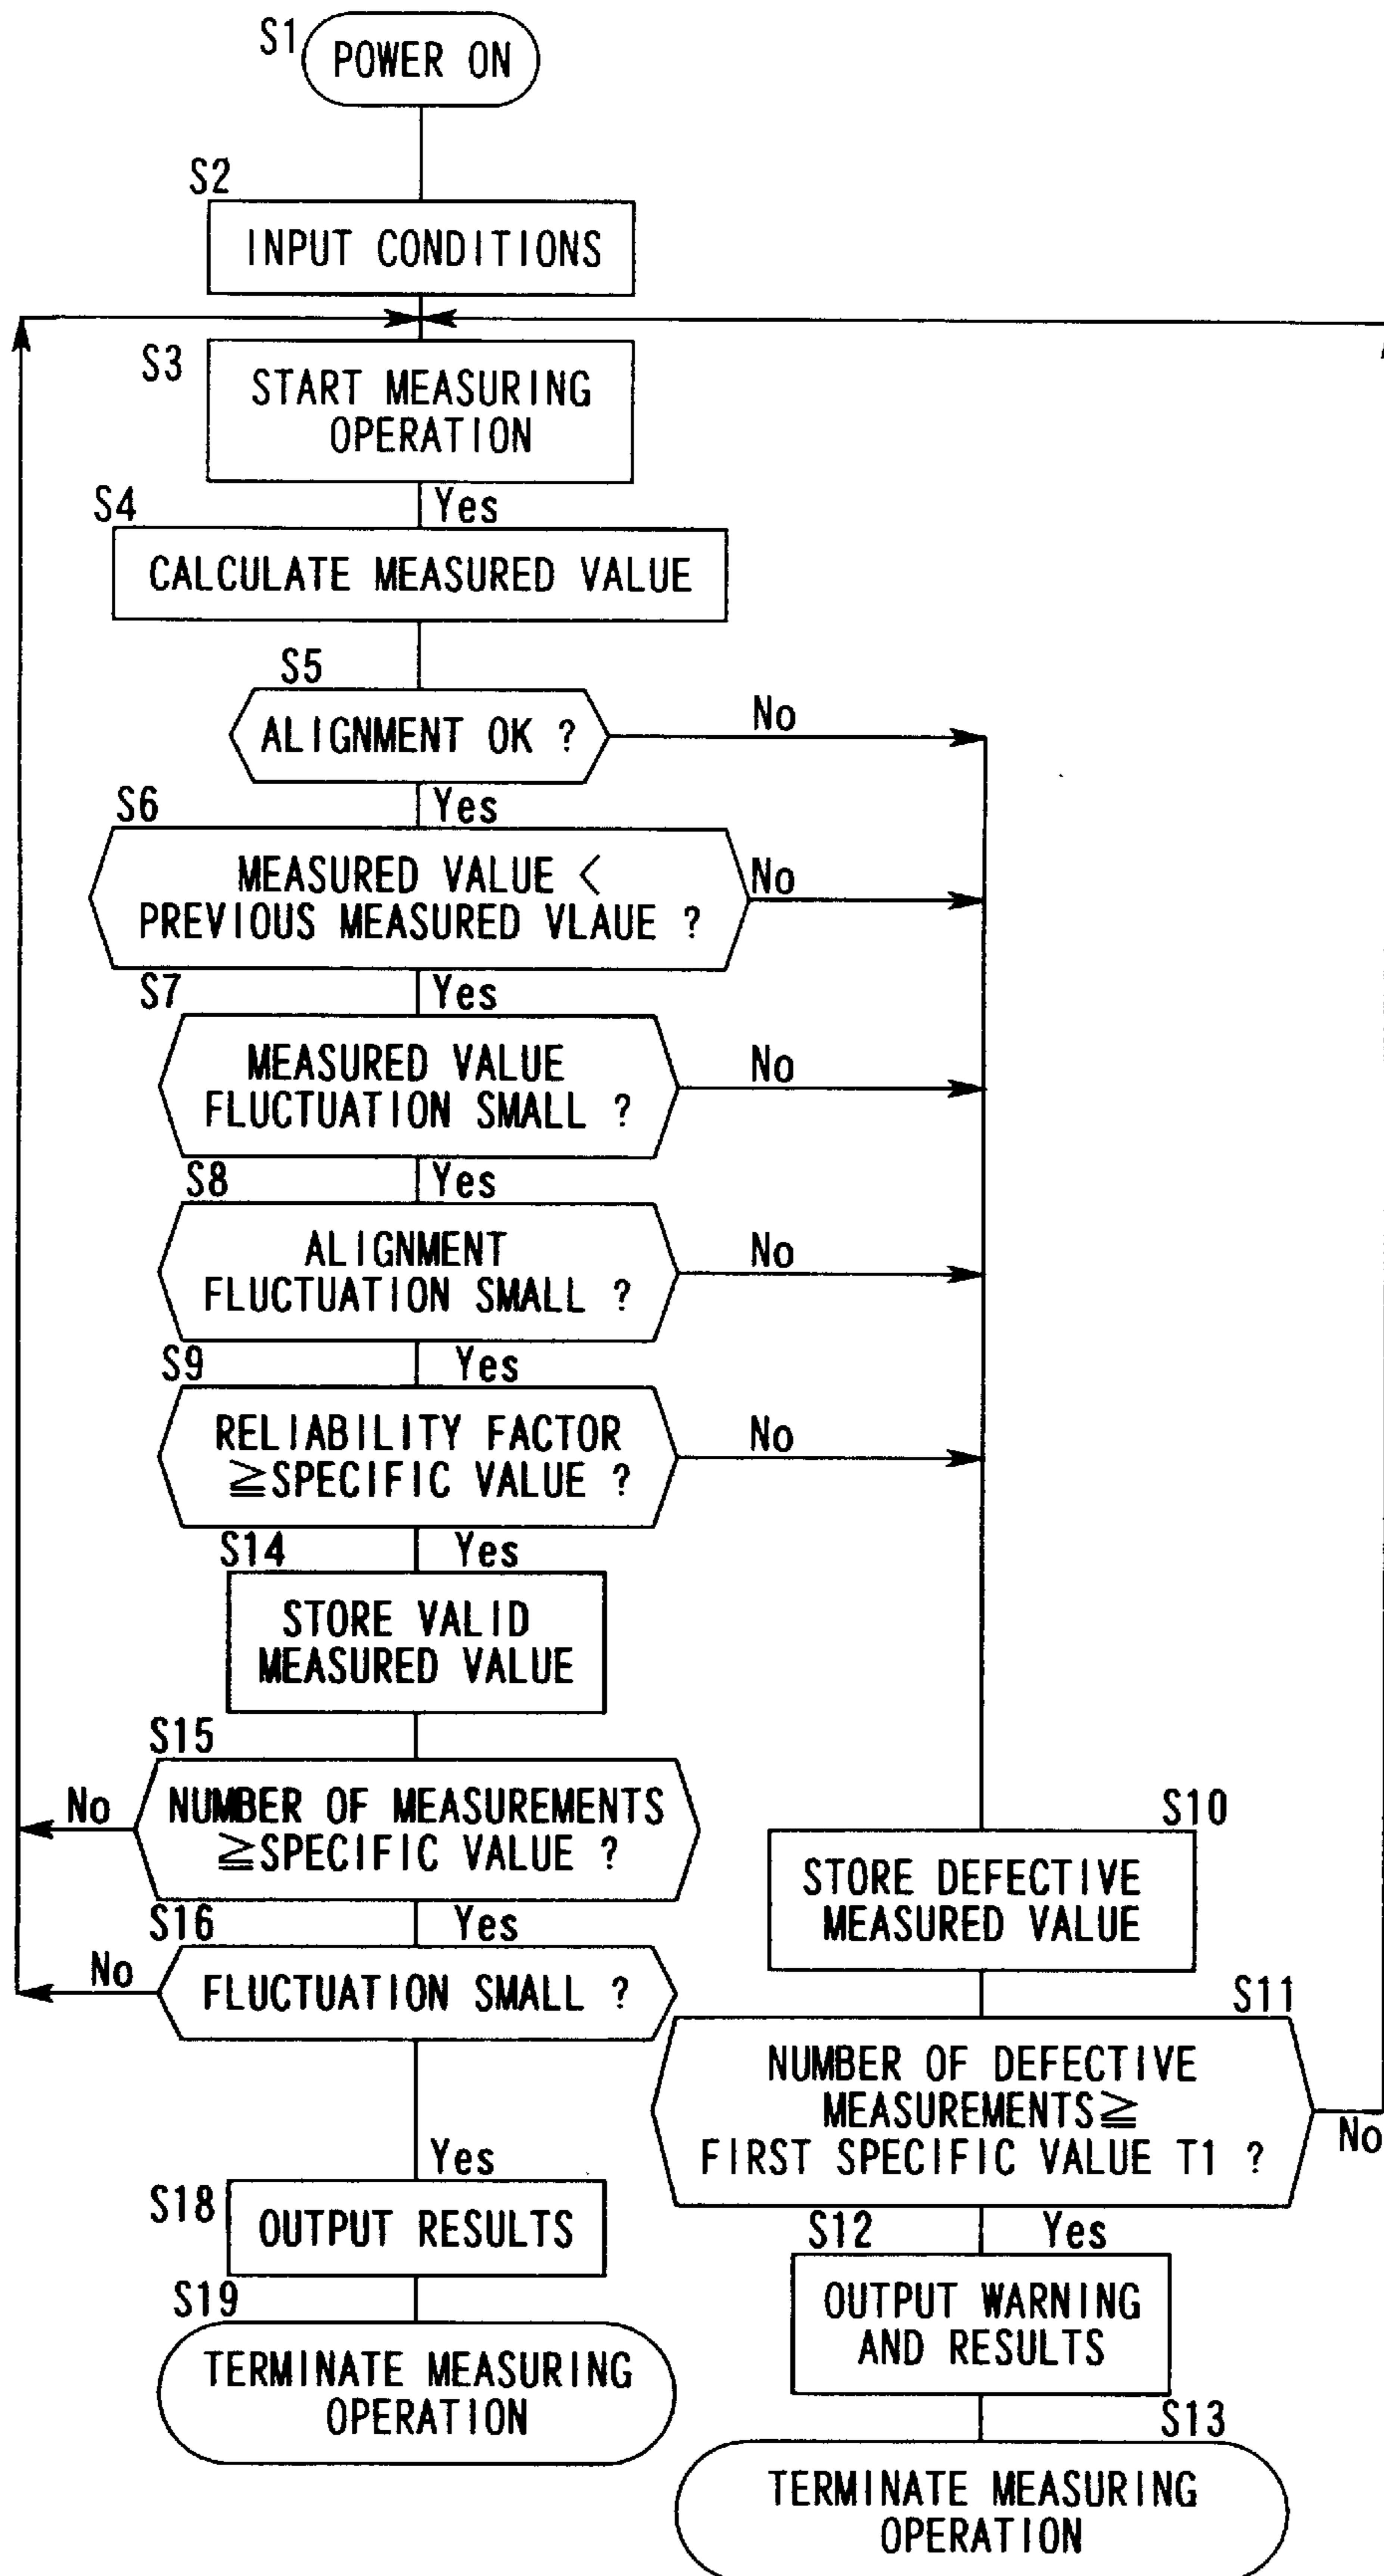 S1
POWER ON
S2
INPUT CONDITIONS
S3
START MEASURING
OPERATION
Yes
S4
CALCULATE MEASURED VALUE
S5
ALIGNMENT OK ?
No
Yes
S6
MEASURED VALUE <
PREVIOUS MEASURED VLAUE ?
No
Yes
S7
MEASURED VALUE
FLUCTUATION SMALL ?
No
Yes
S8
ALIGNMENT
FLUCTUATION SMALL ?
No
Yes
S9
RELIABILITY FACTOR
≧SPECIFIC VALUE ?
No
Yes
S14
STORE VALID
MEASURED VALUE
S15
NUMBER OF MEASUREMENTS
≧SPECIFIC VALUE ?
No
Yes
S16
FLUCTUATION SMALL ?
No
Yes
S18
OUTPUT RESULTS
S19
TERMINATE MEASURING
OPERATION
S10
STORE DEFECTIVE
MEASURED VALUE
S11
NUMBER OF DEFECTIVE
MEASUREMENTS≧
FIRST SPECIFIC VALUE T1 ?
No
Yes
S12
OUTPUT WARNING
AND RESULTS
S13
TERMINATE MEASURING
OPERATION